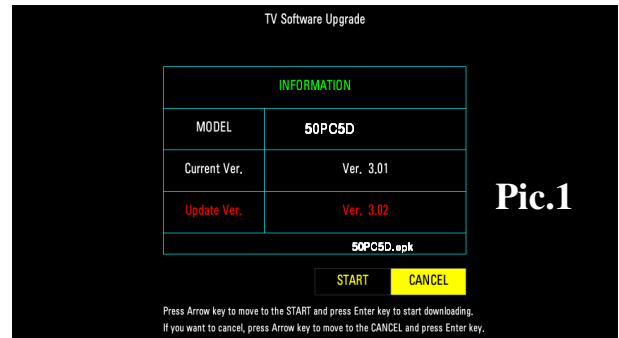 TV Software Upgrade
INFORMATION
MODEL 50PC5D
Current Ver. Ver. 3.01
Update Ver. Ver. 3.02
50PC5D.epk
Pic.1
START CANCEL
Press Arrow key to move to the START and press Enter key to start downloading.
If you want to cancel, press Arrow key to move to the CANCEL and press Enter key.